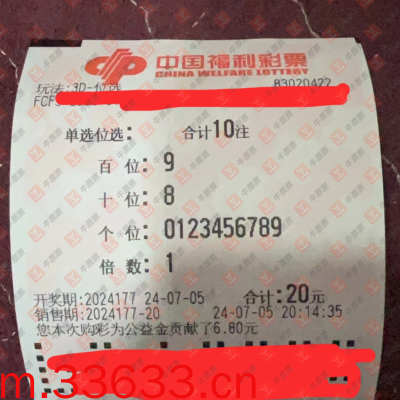 中国福利彩票
CHINA WELFARE LOTTERY
玩法:3D-位选 83020422
FCF
单选位选: 合计10注
百位: 9
十位: 8
个位: 0123456789
倍数: 1
开奖期:2024177 24-07-05 合计:20元
销售期:2024177-20 24-07-05 20:14:35
您本次购彩为公益金贡献了6.80元
m.33633.cn